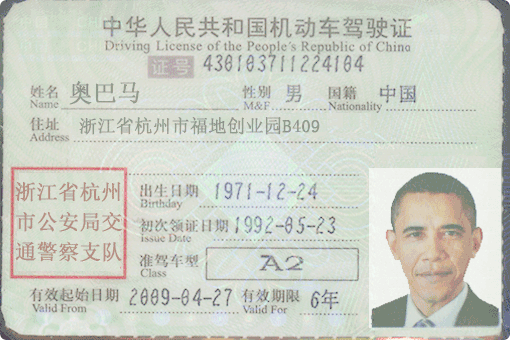 中华人民共和国机动车驾驶证
Driving License of the People's Republic of China
证号 430103711224104
姓名 奥巴马 性别 男 国籍 中国
Name M&F Nationality
住址 浙江省杭州市福地创业园B409
Address
浙江省杭州
市公安局交
通警察支队
出生日期 1971-12-24
Birthday
初次领证日期 1992-05-23
Issue Date
准驾车型 A2
Class
有效起始日期 2009-04-27 有效期限 6年
Valid From Valid For